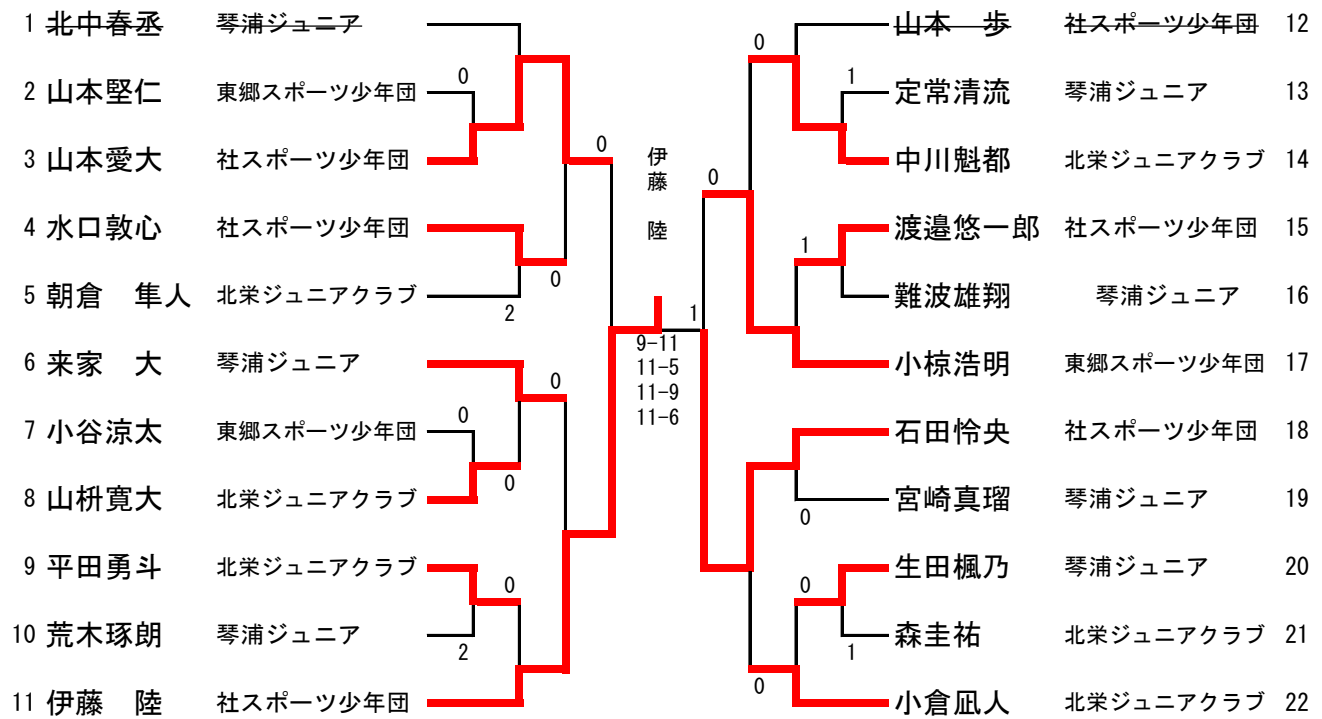 1 北中春丞 琴浦ジュニア
0
2 山本堅仁 東郷スポーツ少年団
3 山本愛大 社スポーツ少年団
0
4 水口敦心 社スポーツ少年団
0
5 朝倉　隼人 北栄ジュニアクラブ
2
6 来家　大 琴浦ジュニア
0
7 小谷涼太 東郷スポーツ少年団
0
8 山枡寛大 北栄ジュニアクラブ
0
9 平田勇斗 北栄ジュニアクラブ
0
10 荒木琢朗 琴浦ジュニア
2
11 伊藤　陸 社スポーツ少年団
伊藤　陸
1
9-11
11-5
11-9
11-6
山本　歩 社スポーツ少年団 12
0
1
定常清流 琴浦ジュニア 13
中川魁都 北栄ジュニアクラブ 14
0
渡邉悠一郎 社スポーツ少年団 15
1
難波雄翔 琴浦ジュニア 16
小椋浩明 東郷スポーツ少年団 17
石田怜央 社スポーツ少年団 18
宮崎真瑠 琴浦ジュニア 19
0
生田楓乃 琴浦ジュニア 20
0
森圭祐 北栄ジュニアクラブ 21
1
小倉凪人 北栄ジュニアクラブ 22
0